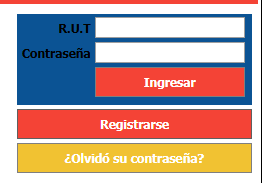 R.U.T
Contraseña
Ingresar
Registrarse
¿Olvidó su contraseña?